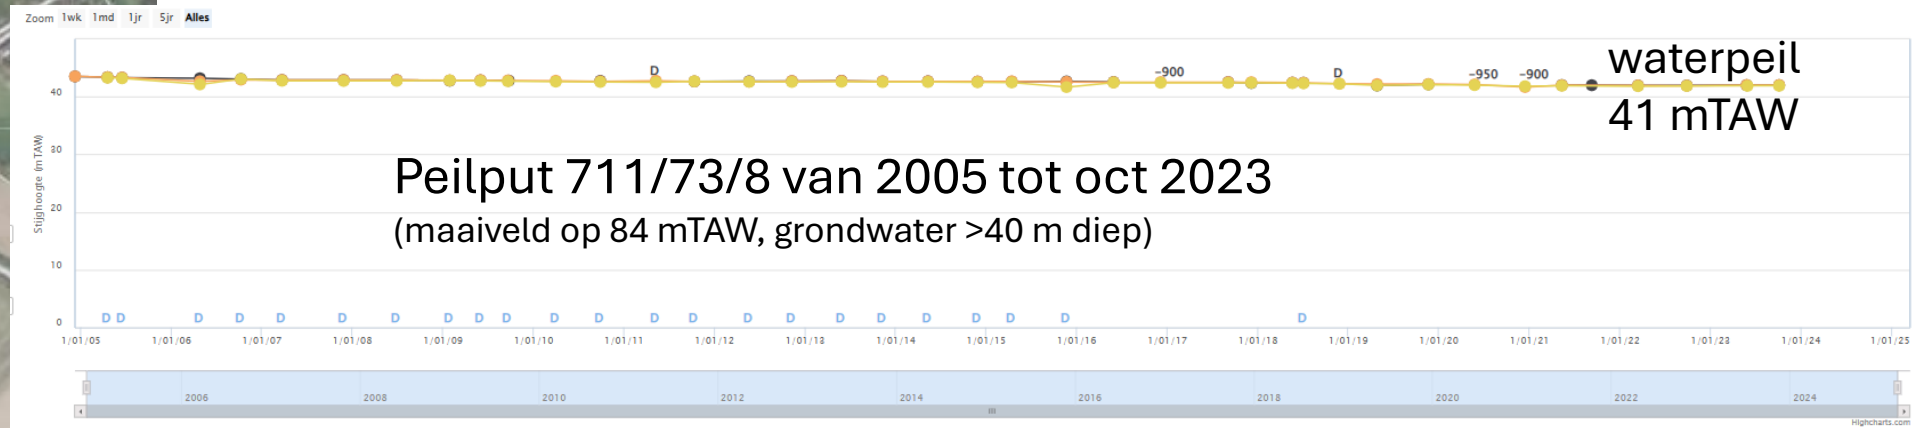 Zoom 1wk 1md 1jr 5jr Alles
waterpeil
41 mTAW
D -900 D -950 -900
Stijghoogte (mTAW)
40
30
20
10
0
Peilput 711/73/8 van 2005 tot oct 2023
(maaiveld op 84 mTAW, grondwater >40 m diep)
D D D D D D D D D D D D D D D D D D D D D D D
1/01/05 1/01/06 1/01/07 1/01/08 1/01/09 1/01/10 1/01/11 1/01/12 1/01/13 1/01/14 1/01/15 1/01/16 1/01/17 1/01/18 1/01/19 1/01/20 1/01/21 1/01/22 1/01/23 1/01/24 1/01/25
2006 2008 2010 2012 2014 2016 2018 2020 2022 2024
Highcharts.com